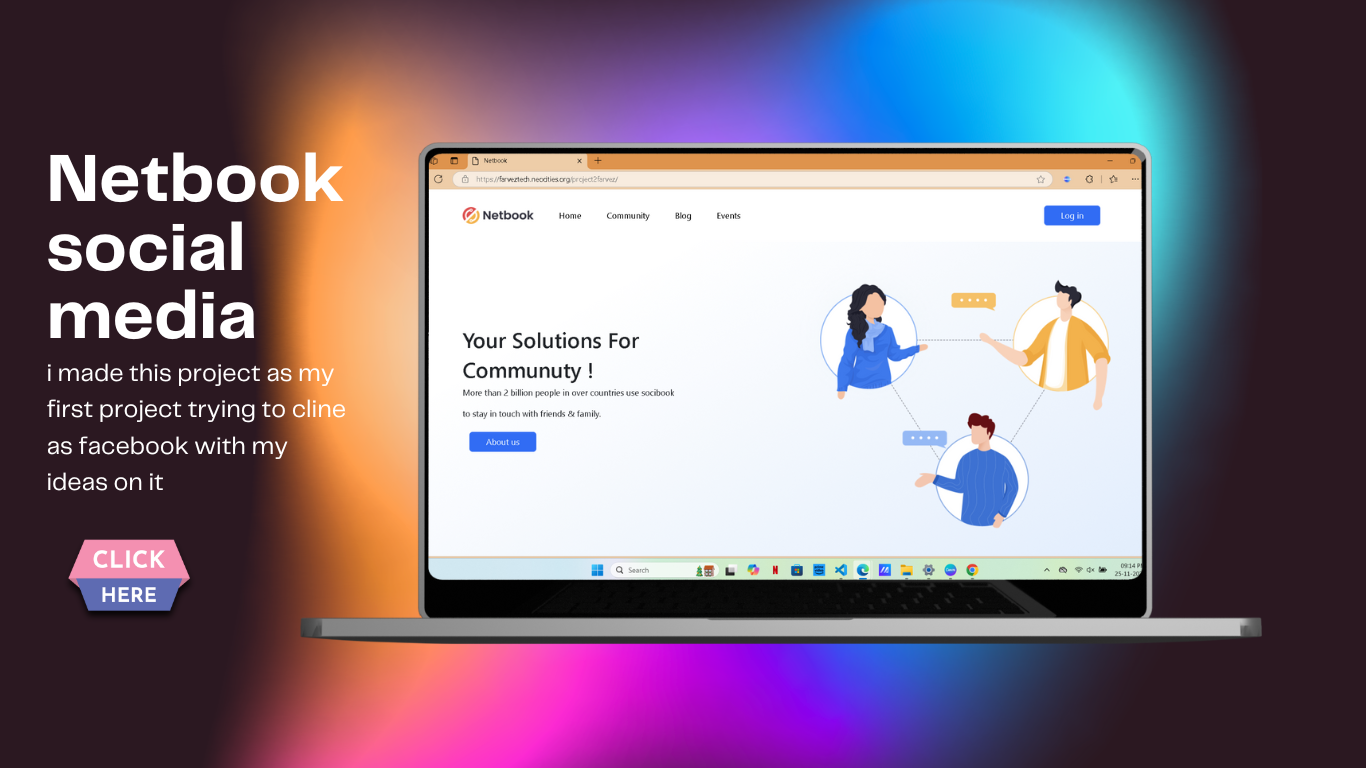 Netbook
social
media
i made this project as my
first project trying to cline
as facebook with my
ideas on it
CLICK
HERE
Netbook
https://farveztech.neocities.org/project2farvez/
Netbook
Home
Community
Blog
Events
Log in
Your Solutions For
Communuty !
More than 2 billion people in over countries use socibook
to stay in touch with friends & family.
About us
Search
09:14 P
25-11-20